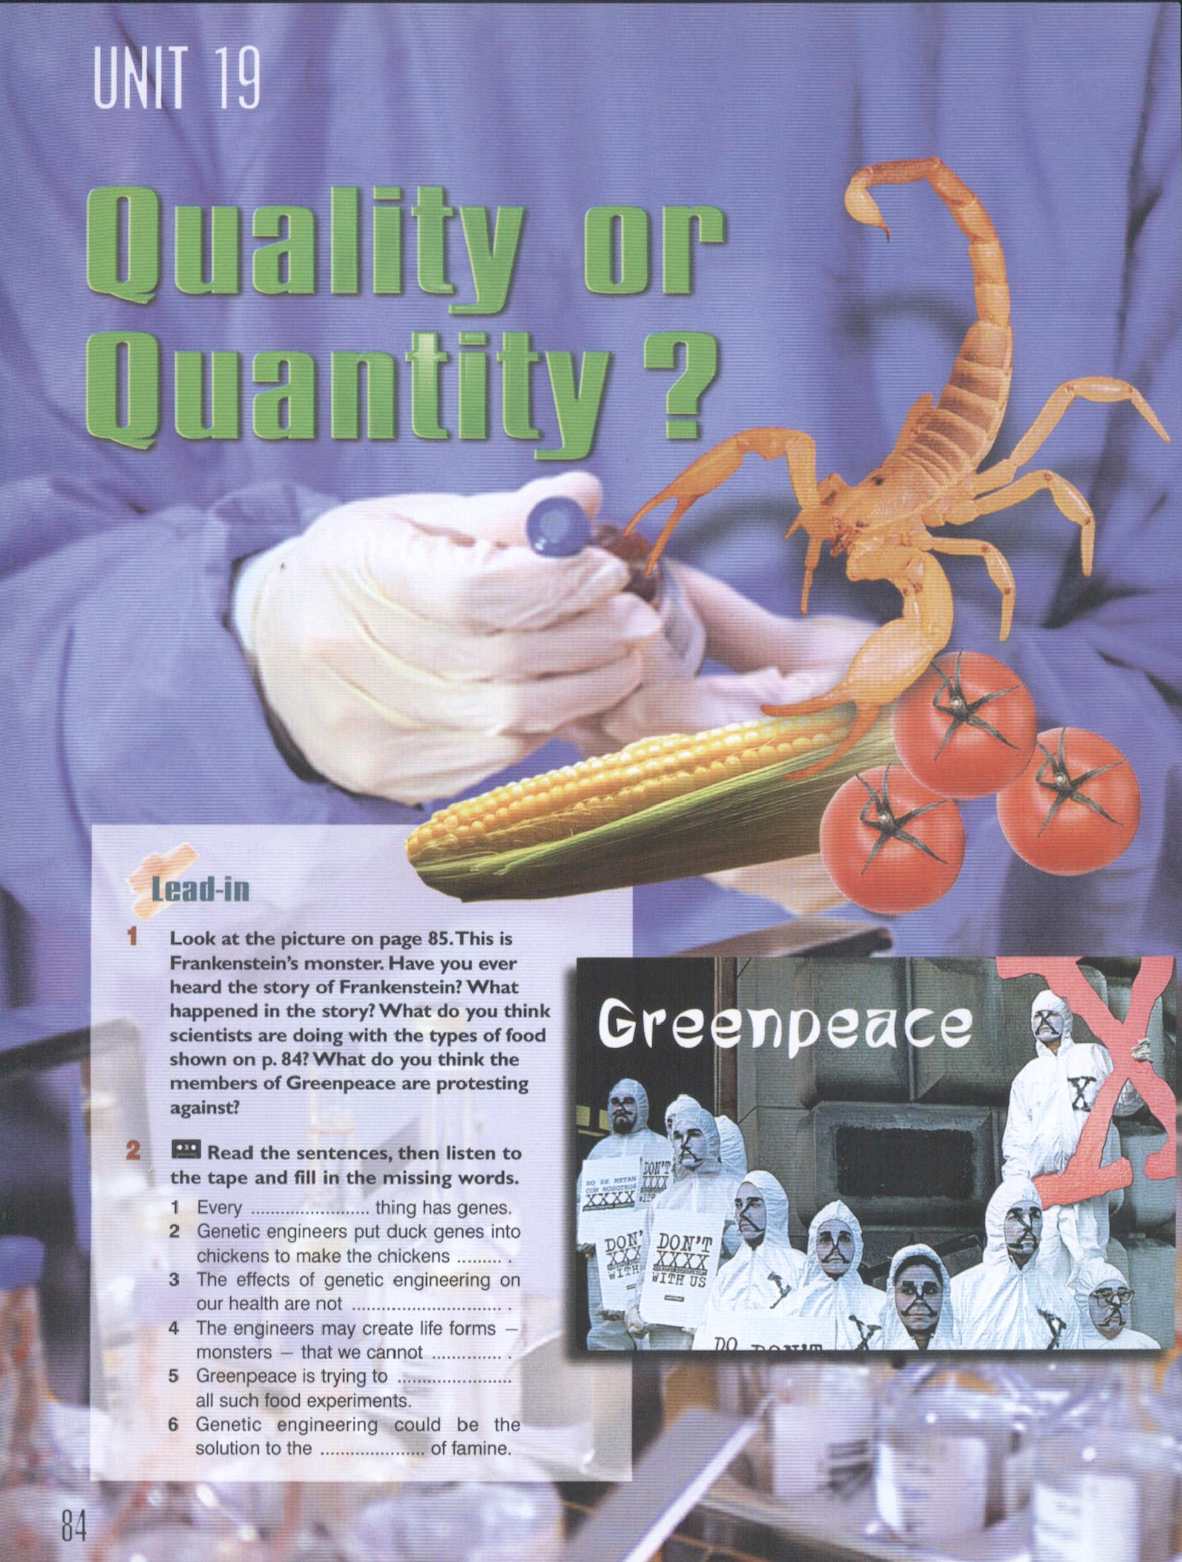 UNIT 19
Quality or
Quantity ?
Lead-in
1 Look at the picture on page 85. This is
Frankenstein's monster. Have you ever
heard the story of Frankenstein? What
happened in the story? What do you think
scientists are doing with the types of food
shown on p. 84? What do you think the
members of Greenpeace are protesting
against?
2 Read the sentences, then listen to
the tape and fill in the missing words.
1 Every ........................ thing has genes.
2 Genetic engineers put duck genes into
chickens to make the chickens ......... .
3 The effects of genetic engineering on
our health are not .............................. .
4 The engineers may create life forms –
monsters – that we cannot .............. .
5 Greenpeace is trying to .......................
all such food experiments.
6 Genetic engineering could be the
solution to the ..................... of famine.
Greenpeace
X
X
NO SE METAN
CON NOSOTROS
XXXX
DON'T
XXXX
WITH
DON'T
XXX
WITH
DON'T
XXXX
WITH US
DO
DON'T
84